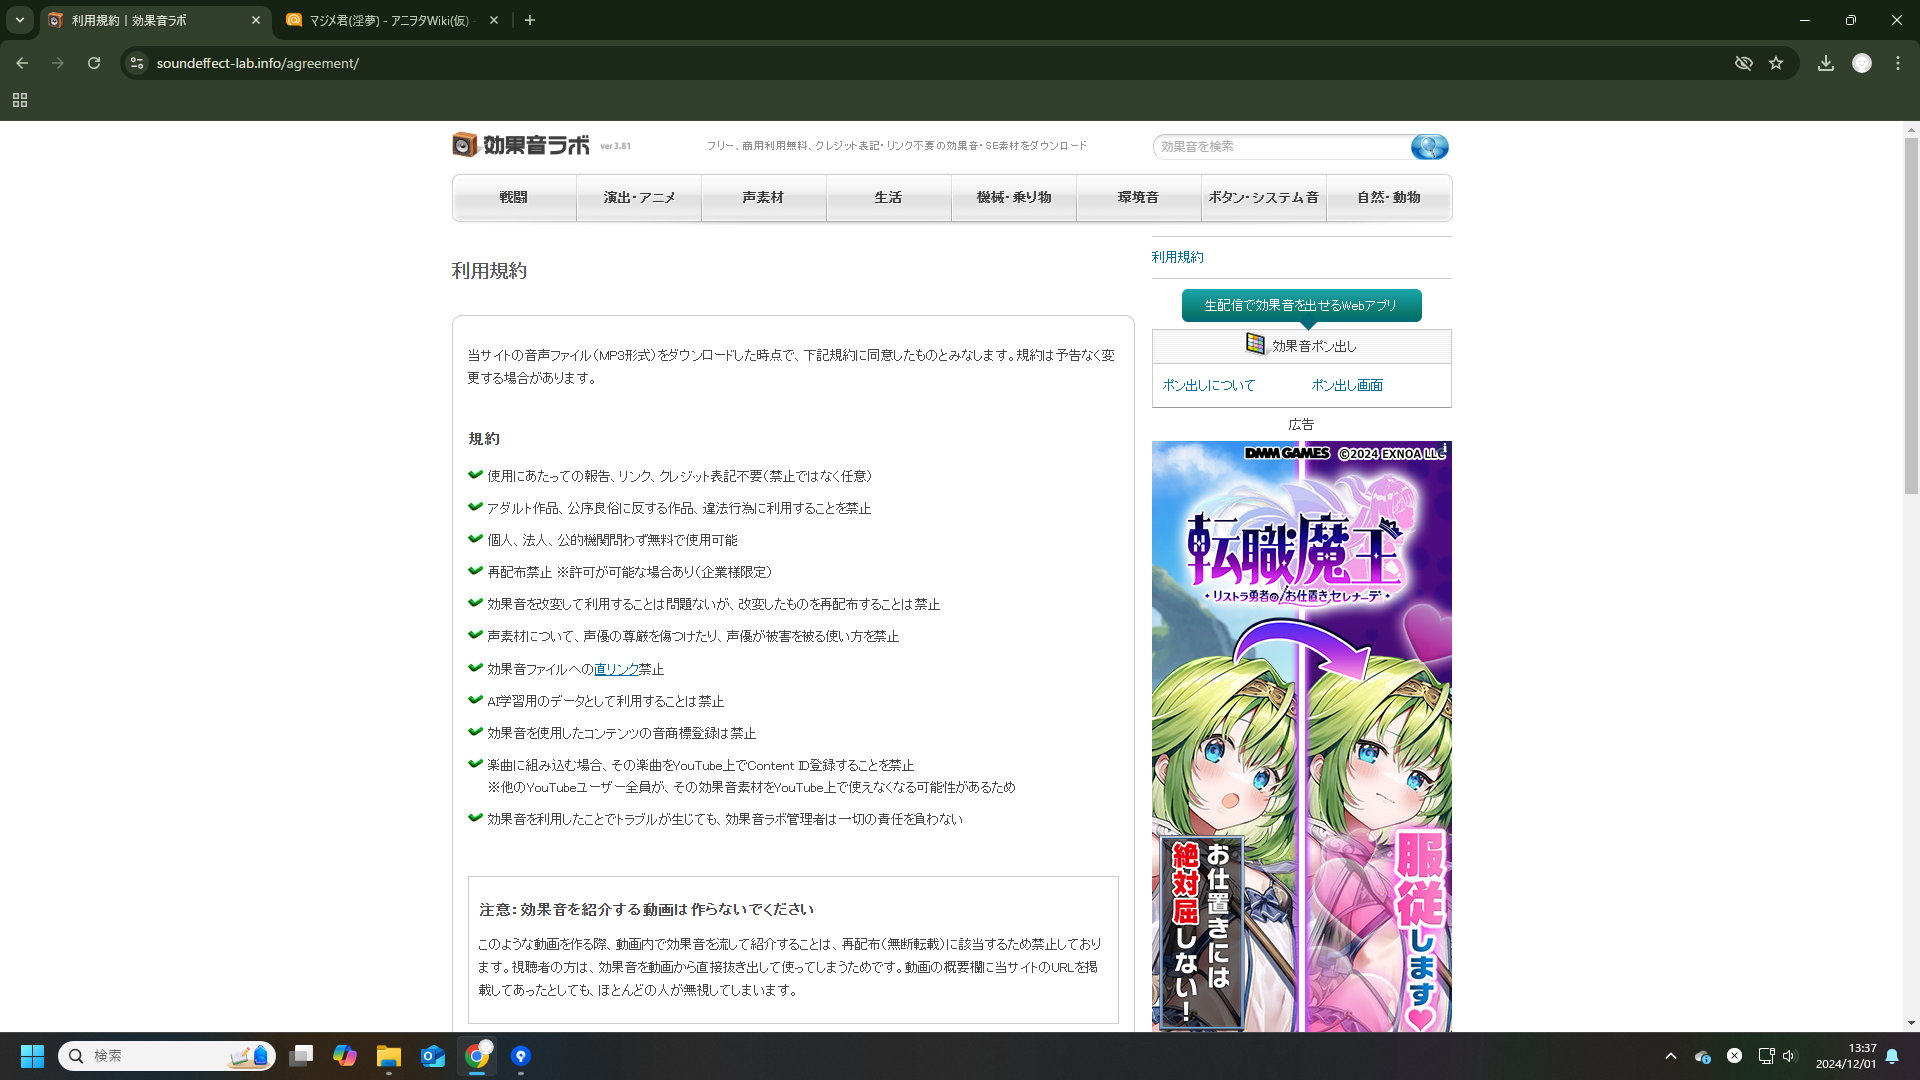 利用規約｜効果音ラボ
マジメ君(淫夢) - アニヲタWiki(仮)
soundeffect-lab.info/agreement/
効果音ラボ ver3.81
フリー、商用利用無料、クレジット表記・リンク不要の効果音・SE素材をダウンロード
効果音を検索
戦闘
演出・アニメ
声素材
生活
機械・乗り物
環境音
ボタン・システム音
自然・動物
利用規約
当サイトの音声ファイル（MP3形式）をダウンロードした時点で、下記規約に同意したものとみなします。規約は予告なく変
更する場合があります。
規約
使用にあたっての報告、リンク、クレジット表記不要（禁止ではなく任意）
アダルト作品、公序良俗に反する作品、違法行為に利用することを禁止
個人、法人、公的機関問わず無料で使用可能
再配布禁止 ※許可が可能な場合あり（企業様限定）
効果音を改変して利用することは問題ないが、改変したものを再配布することは禁止
声素材について、声優の尊厳を傷つけたり、声優が被害を被る使い方を禁止
効果音ファイルへの直リンク禁止
AI学習用のデータとして利用することは禁止
効果音を使用したコンテンツの音商標登録は禁止
楽曲に組み込む場合、その楽曲をYouTube上でContent ID登録することを禁止
※他のYouTubeユーザー全員が、その効果音素材をYouTube上で使えなくなる可能性があるため
効果音を利用したことでトラブルが生じても、効果音ラボ管理者は一切の責任を負わない
注意：効果音を紹介する動画は作らないでください
このような動画を作る際、動画内で効果音を流して紹介することは、再配布（無断転載）に該当するため禁止しており
ます。視聴者の方は、効果音を動画から直接抜き出して使ってしまうためです。動画の概要欄に当サイトのURLを掲
載してあったとしても、ほとんどの人が無視してしまいます。
利用規約
生配信で効果音を出せるWebアプリ
効果音ポン出し
ポン出しについて
ポン出し画面
広告
DMM GAMES ©2024 EXNOA LLC
転職魔王
・リストラ勇者のお仕置きセレナーデ・
お仕置きには
絶対屈しない！
服従します♥
検索
13:37
2024/12/01